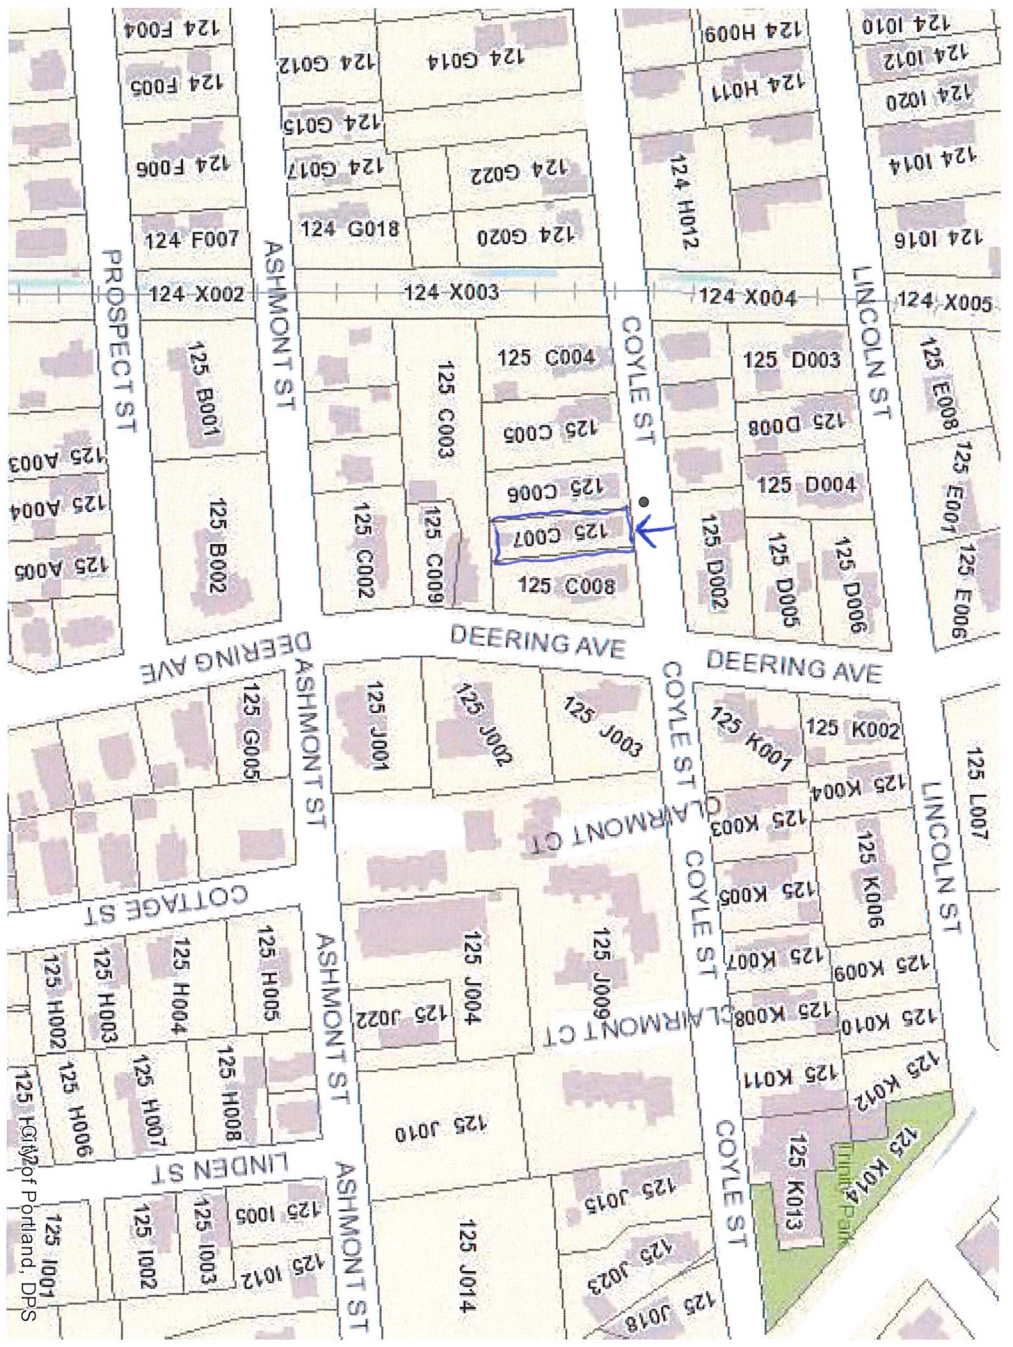 124 F004
124 G012
124 G014
124 H009
124 I010
124 I012
124 F005
124 H011
124 I020
124 G015
124 F006
124 G017
124 G022
124 I014
124 H012
124 F007
124 G018
124 G020
124 I016
124 X002
124 X003
124 X004
124 X005
PROSPECT ST
ASHMONT ST
COYLE ST
LINCOLN ST
125 B001
125 C003
125 C004
125 D003
125 E008
125 C005
125 D008
125 A003
125 C006
125 D004
125 E001
125 A004
125 B002
125 C002
125 C009
125 C007
125 D002
125 D005
125 D006
125 E006
125 A005
125 C008
DEERING AVE
DEERING AVE
DEERING AVE
125 G005
ASHMONT ST
125 J001
125 J002
125 J003
COYLE ST
125 K001
125 K002
125 L007
125 K004
CLAIRMONT CT
125 K003
LINCOLN ST
COTTAGE ST
COYLE ST
125 K005
125 K006
125 H002
125 H003
125 H004
125 H005
ASHMONT ST
125 J004
125 J009
125 K007
125 K009
125 J022
CLAIRMONT CT
125 K008
125 K010
125 H006
125 H007
125 H008
125 J010
125 K011
125 K012
COYLE ST
125 K013
125 K014
Trinity Park
LINDEN ST
ASHMONT ST
125 J015
125 I001
125 I002
125 I003
125 I005
125 I012
125 J014
125 J023
125 J018
City of Portland, DPS